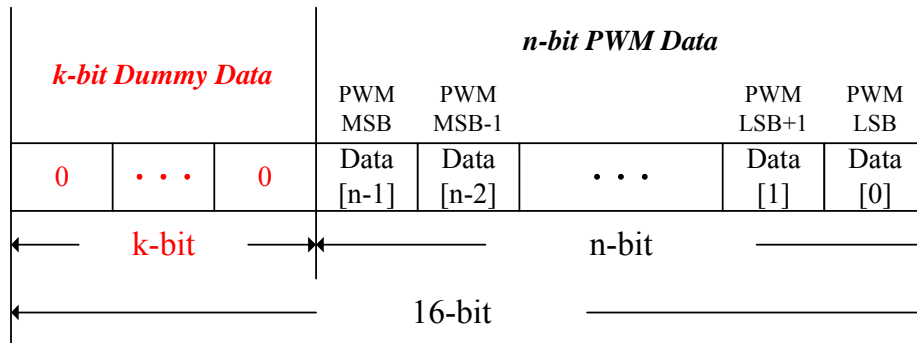 k-bit Dummy Data
n-bit PWM Data
PWM MSB
PWM MSB-1
PWM LSB+1
PWM LSB
0 · · · 0
Data [n-1]
Data [n-2]
· · ·
Data [1]
Data [0]
k-bit
n-bit
16-bit